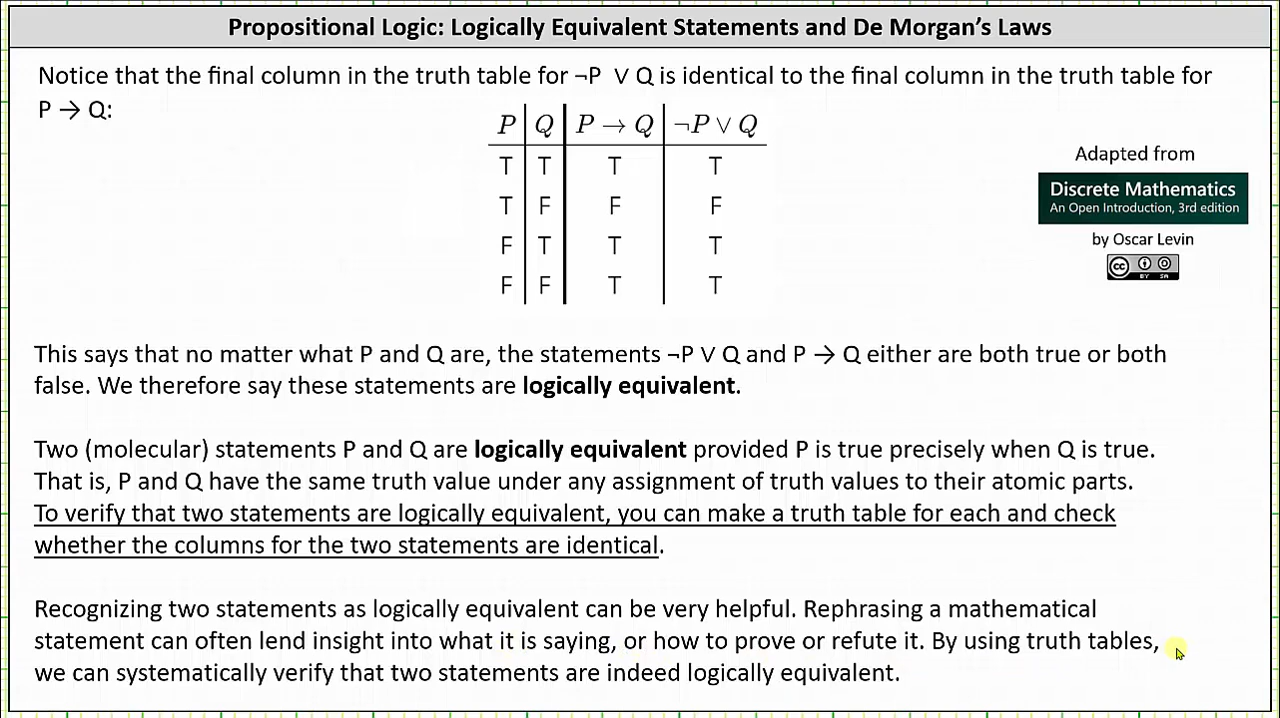 Propositional Logic: Logically Equivalent Statements and De Morgan's Laws
Notice that the final column in the truth table for ¬P ∨ Q is identical to the final column in the truth table for
P → Q:
P Q P → Q ¬P ∨ Q
T T T T
T F F F
F T T T
F F T T
Adapted from
Discrete Mathematics
An Open Introduction, 3rd edition
by Oscar Levin
cc BY SA
This says that no matter what P and Q are, the statements ¬P ∨ Q and P → Q either are both true or both
false. We therefore say these statements are logically equivalent.
Two (molecular) statements P and Q are logically equivalent provided P is true precisely when Q is true.
That is, P and Q have the same truth value under any assignment of truth values to their atomic parts.
To verify that two statements are logically equivalent, you can make a truth table for each and check
whether the columns for the two statements are identical.
Recognizing two statements as logically equivalent can be very helpful. Rephrasing a mathematical
statement can often lend insight into what it is saying, or how to prove or refute it. By using truth tables,
we can systematically verify that two statements are indeed logically equivalent.